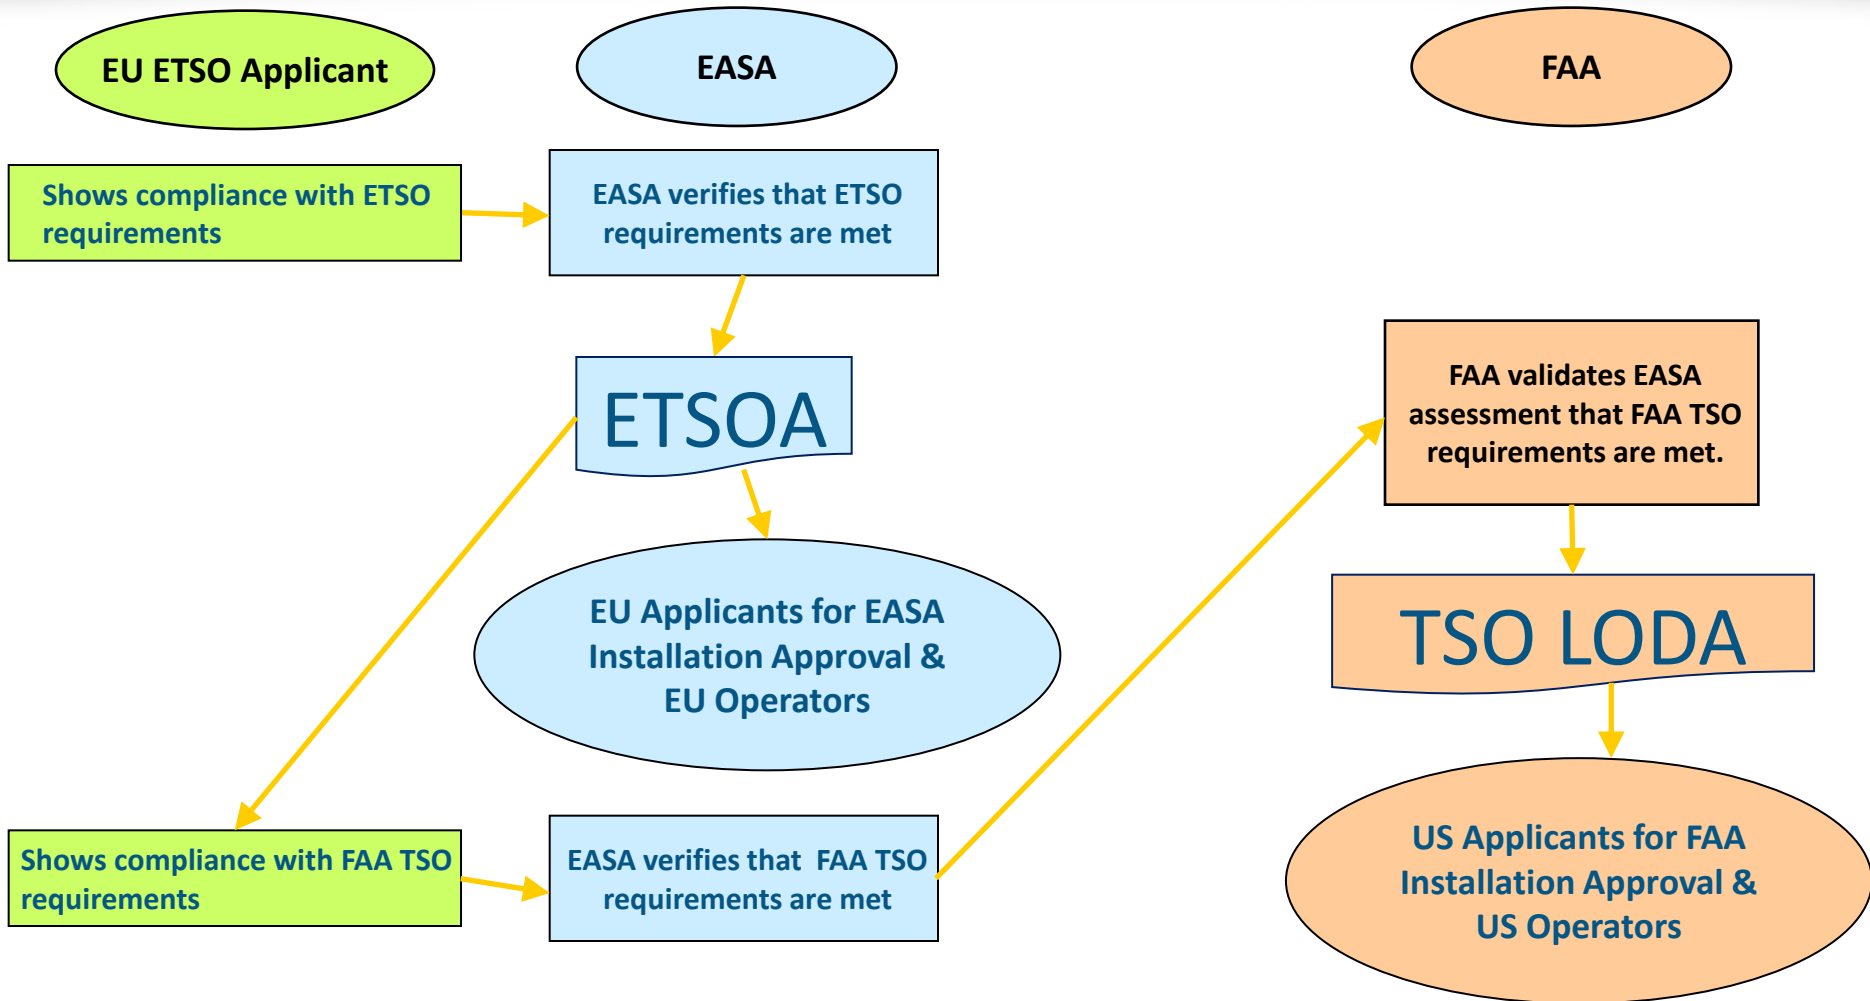 EU ETSO Applicant
EASA
FAA
Shows compliance with ETSO
requirements
EASA verifies that ETSO
requirements are met
ETSOA
EU Applicants for EASA
Installation Approval &
EU Operators
Shows compliance with FAA TSO
requirements
EASA verifies that FAA TSO
requirements are met
FAA validates EASA
assessment that FAA TSO
requirements are met.
TSO LODA
US Applicants for FAA
Installation Approval &
US Operators